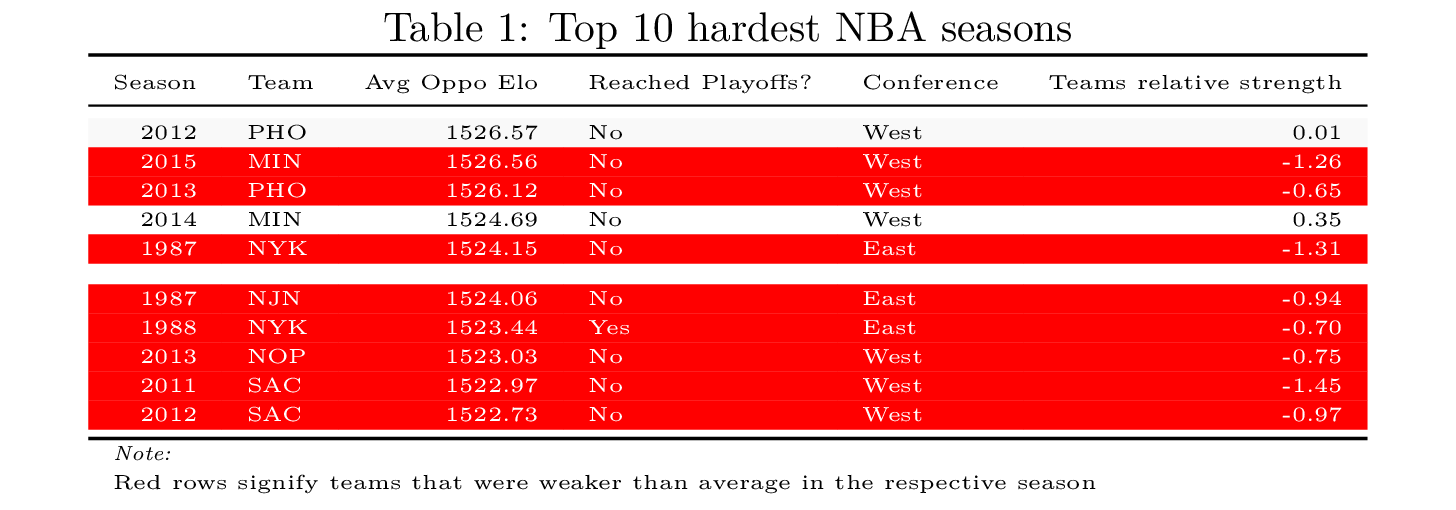 Table 1: Top 10 hardest NBA seasons
Season Team Avg Oppo Elo Reached Playoffs? Conference Teams relative strength
2012 PHO 1526.57 No West 0.01
2015 MIN 1526.56 No West -1.26
2013 PHO 1526.12 No West -0.65
2014 MIN 1524.69 No West 0.35
1987 NYK 1524.15 No East -1.31
1987 NJN 1524.06 No East -0.94
1988 NYK 1523.44 Yes East -0.70
2013 NOP 1523.03 No West -0.75
2011 SAC 1522.97 No West -1.45
2012 SAC 1522.73 No West -0.97
Note:
Red rows signify teams that were weaker than average in the respective season